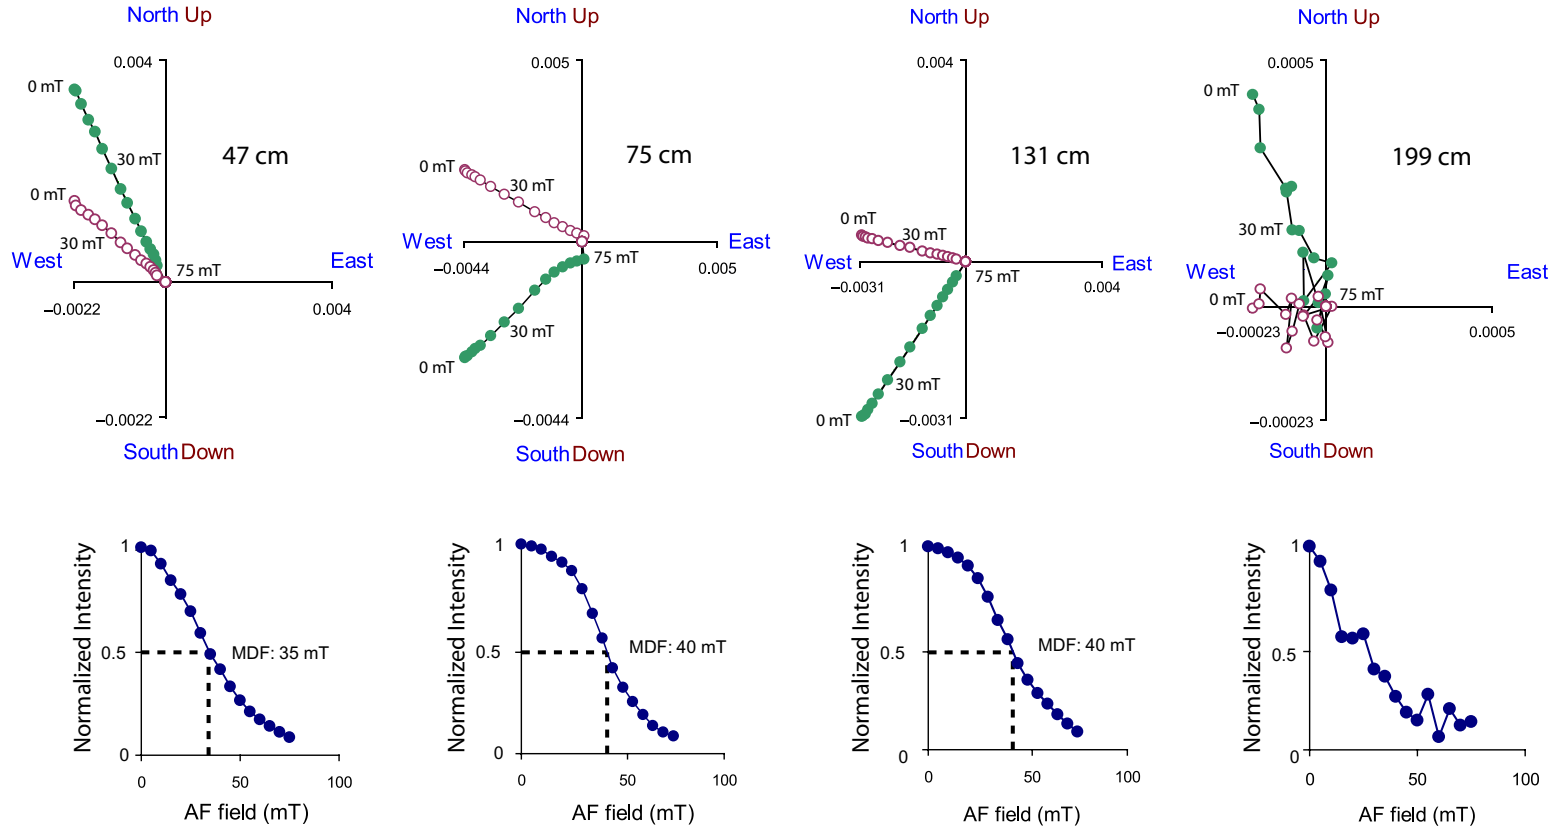 North Up
0.004
0 mT
30 mT
47 cm
0 mT
30 mT
West
East
75 mT
−0.0022
0.004
−0.0022
South Down
North Up
0.005
0 mT
30 mT
75 cm
West
East
75 mT
−0.0044
0.005
30 mT
0 mT
−0.0044
South Down
North Up
0.004
131 cm
0 mT
30 mT
West
East
75 mT
−0.0031
0.004
30 mT
0 mT
−0.0031
South Down
North Up
0.0005
0 mT
199 cm
30 mT
West
East
0 mT
75 mT
−0.00023
0.0005
−0.00023
South Down
Normalized Intensity
1
0.5
0
MDF: 35 mT
0
50
100
AF field (mT)
Normalized Intensity
1
0.5
0
MDF: 40 mT
0
50
100
AF field (mT)
Normalized Intensity
1
0.5
0
MDF: 40 mT
0
50
100
AF field (mT)
Normalized Intensity
1
0.5
0
0
50
100
AF field (mT)